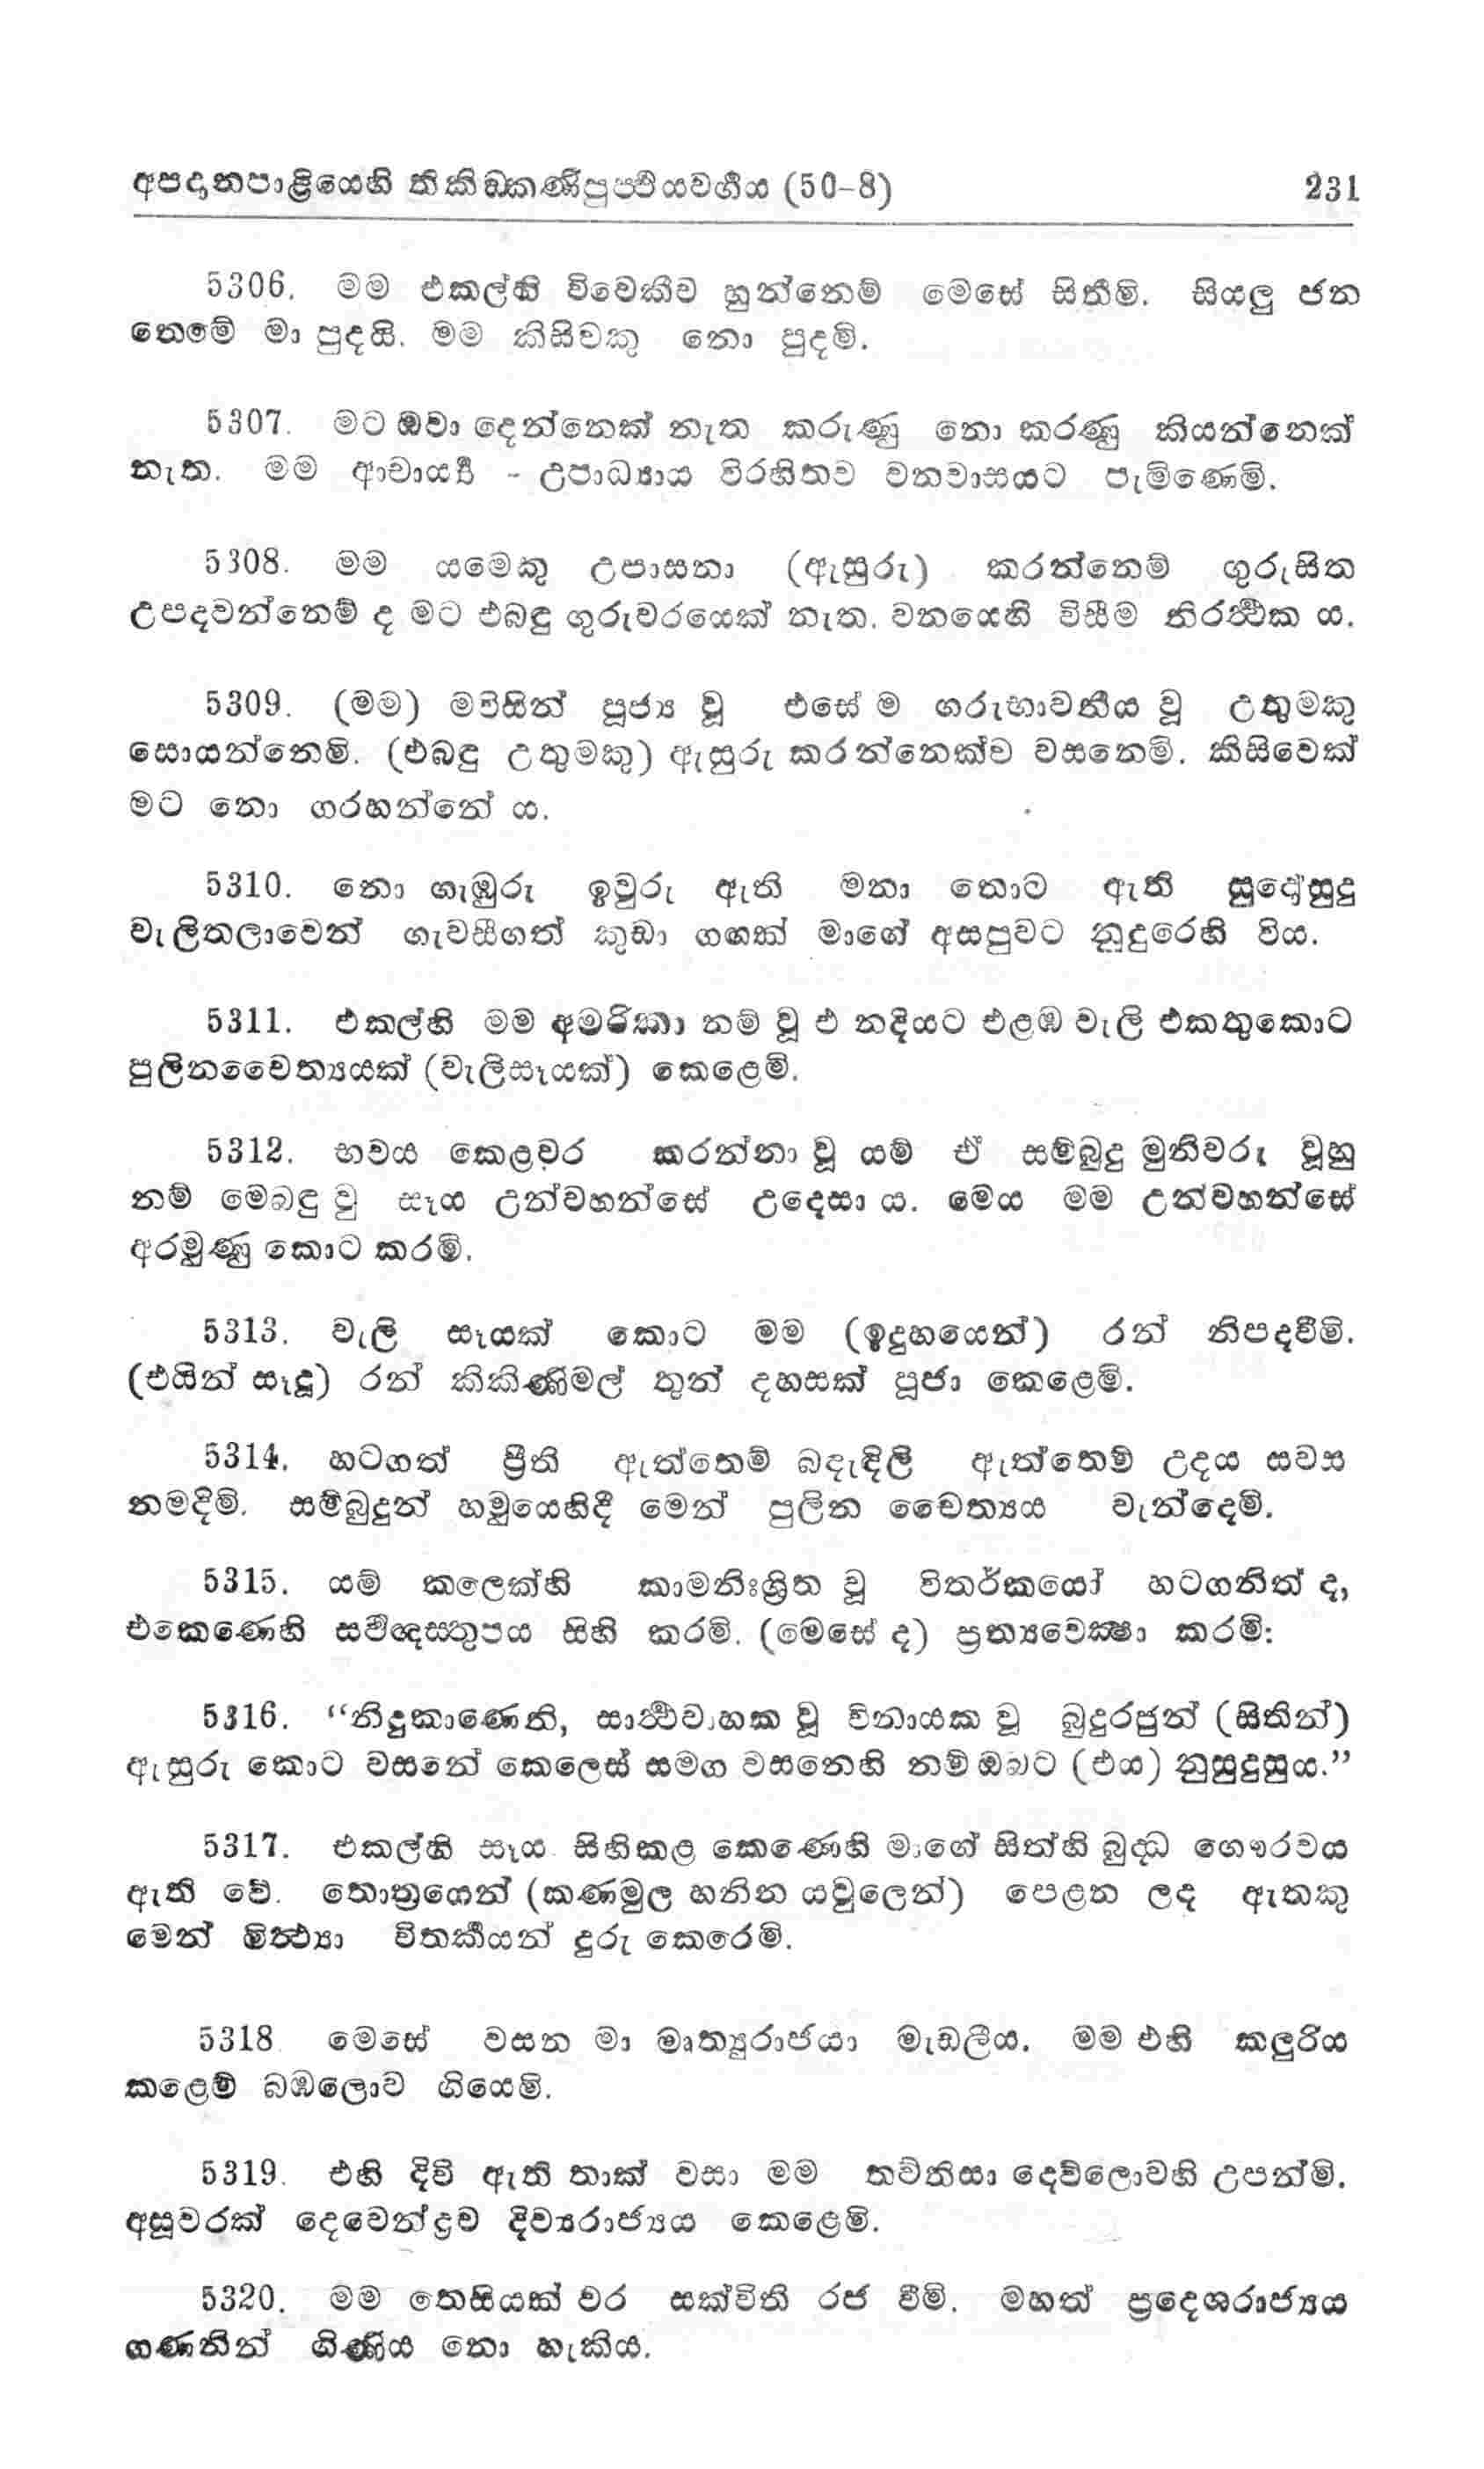 අපදානපාළියෙහි තිකිඞ්කණිපුප්ඵියවර්ගය (50-8) 231
5306. මම එකල්හි විවෙකීව හුන්නෙම් මෙසේ සිතීමි. සියලු ජන
තෙමේ මා පුදයි. මම කිසිවකු නො පුදමි.
5307. මට ඔවා දෙන්නෙක් නැත කරුණු නො කරණු කියන්නෙක්
නැත. මම ආචාර්ය්‍ය - උපාධ්‍යාය විරහිතව වනවාසයට පැමිණෙමි.
5308. මම යමෙකු උපාසනා (ඇසුරු) කරන්නෙම් ගුරුසිත
උපදවන්නෙම් ද මට එබඳු ගුරුවරයෙක් නැත. වනයෙහි විසීම නිරර්ථක ය.
5309. (මම) මවිසින් පූජ්‍ය වූ එසේ ම ගරුභාවනීය වූ උතුමකු
සොයන්නෙමි. (එබඳු උතුමකු) ඇසුරු කරන්නෙක්ව වසනෙමි. කිසිවෙක්
මට නො ගරහන්නේ ය.
5310. නො ගැඹුරු ඉවුරු ඇති මනා තොට ඇති සුදෝසුදු
වැලිතලාවෙන් ගැවසීගත් කුඩා ගඟක් මාගේ අසපුවට නුදුරෙහි විය.
5311. එකල්හි මම අමරිකා නම් වූ එ නදියට එළඹ වැලි එකතුකොට
පුලිනචෛත්‍යයක් (වැලිසෑයක්) කෙළෙමි.
5312. භවය කෙළවර කරන්නා වූ යම් ඒ සම්බුදු මුනිවරු වූහු
නම් මෙබඳු වු සෑය උන්වහන්සේ උදෙසා ය. මෙය මම උන්වහන්සේ
අරමුණු කොට කරමි.
5313. වැලි සෑයක් කොට මම (ඉදුහයෙන්) රන් නිපදවීමි.
(එයින් සෑදූ) රන් කිකිණිමල් තුන් දහසක් පූජා කෙළෙමි.
5314. හටගත් ප්‍රීති ඇත්තෙම් බදැඳිලි ඇත්තෙම් උදය සවස
නමදිමි. සම්බුදුන් හමුයෙහිදී මෙන් පුලින චෛත්‍යය වැන්දෙමි.
5315. යම් කලෙක්හි කාමනිඃශ්‍රිත වූ විතර්කයෝ හටගනිත් ද,
එකෙණෙහි සර්වඥස්තූපය සිහි කරමි. (මෙසේ ද) ප්‍රත්‍යවෙක්ෂා කරමි:
5316. “නිදුකාණෙනි, සාර්ථවාහක වූ විනායක වූ බුදුරජුන් (සිතින්)
ඇසුරු කොට වසනේ කෙලෙස් සමග වසනෙහි නම් ඔබට (එය) නුසුදුසුය.”
5317. එකල්හි සෑය සිහිකළ කෙණෙහි මාගේ සිත්හි බුද්ධ ගෞරවය
ඇති වේ. තොත්‍රයෙන් (කණමුල හනින යවුලෙන්) පෙළන ලද ඇතකු
මෙන් මිත්‍ථ්‍යා විතර්කයන් දුරු කෙරෙමි.
5318 මෙසේ වසන මා මෘත්‍යුරාජයා මැඩලීය. මම එහි කලුරිය
කළෙම් බඹලොව ගියෙමි.
5319. එහි දිවි ඇති තාක් වසා මම තව්තිසා දෙව්ලොවහි උපන්මි.
අසූවරක් දෙවෙන්ද්‍රව දිව්‍යරාජ්‍යය කෙළෙමි.
5320. මම තෙසියක් වර සක්විති රජ වීමි. මහත් ප්‍රදෙශරාජ්‍යය
ගණනින් ගිණිය නො හැකිය.